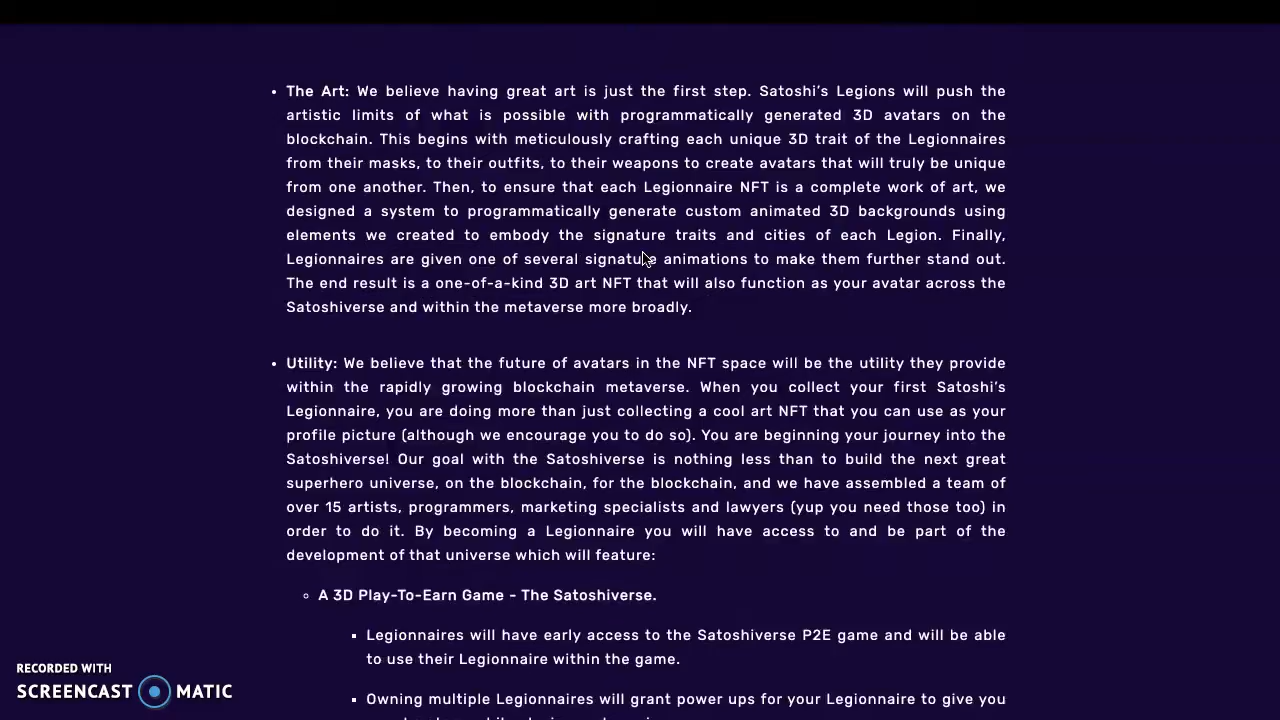 The Art: We believe having great art is just the first step. Satoshi's Legions will push the
artistic limits of what is possible with programmatically generated 3D avatars on the
blockchain. This begins with meticulously crafting each unique 3D trait of the Legionnaires
from their masks, to their outfits, to their weapons to create avatars that will truly be unique
from one another. Then, to ensure that each Legionnaire NFT is a complete work of art, we
designed a system to programmatically generate custom animated 3D backgrounds using
elements we created to embody the signature traits and cities of each Legion. Finally,
Legionnaires are given one of several signature animations to make them further stand out.
The end result is a one-of-a-kind 3D art NFT that will also function as your avatar across the
Satoshiverse and within the metaverse more broadly.
Utility: We believe that the future of avatars in the NFT space will be the utility they provide
within the rapidly growing blockchain metaverse. When you collect your first Satoshi's
Legionnaire, you are doing more than just collecting a cool art NFT that you can use as your
profile picture (although we encourage you to do so). You are beginning your journey into the
Satoshiverse! Our goal with the Satoshiverse is nothing less than to build the next great
superhero universe, on the blockchain, for the blockchain, and we have assembled a team of
over 15 artists, programmers, marketing specialists and lawyers (yup you need those too) in
order to do it. By becoming a Legionnaire you will have access to and be part of the
development of that universe which will feature:
A 3D Play-To-Earn Game - The Satoshiverse.
Legionnaires will have early access to the Satoshiverse P2E game and will be able
to use their Legionnaire within the game.
Owning multiple Legionnaires will grant power ups for your Legionnaire to give you
RECORDED WITH
SCREENCAST MATIC